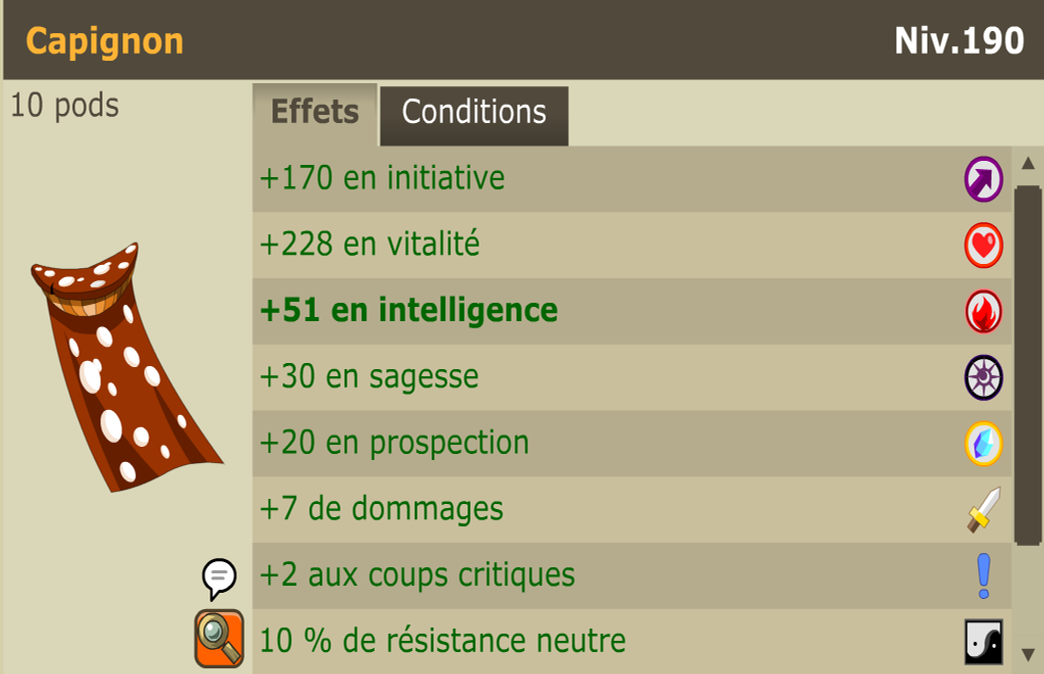 Capignon
Niv.190
10 pods
Effets
Conditions
+170 en initiative
+228 en vitalité
+51 en intelligence
+30 en sagesse
+20 en prospection
+7 de dommages
+2 aux coups critiques
10 % de résistance neutre